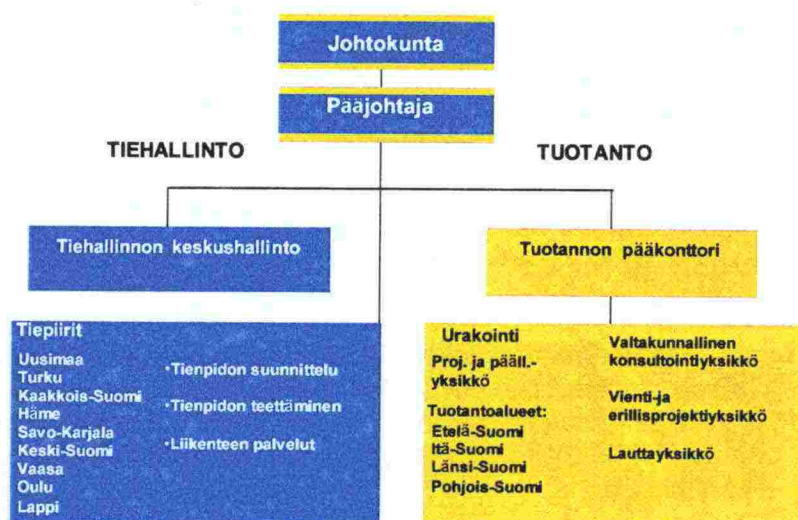 Johtokunta
Pääjohtaja
TIEHALLINTO
TUOTANTO
Tiehallinnon keskushallinto
Tuotannon pääkonttori
Tiepiirit
Uusimaa
Turku
Kaakkois-Suomi
Häme
Savo-Karjala
Keski-Suomi
Vaasa
Oulu
Lappi
•Tienpidon suunnittelu
•Tienpidon teettäminen
•Liikenteen palvelut
Urakointi
Proj. ja pääll.-
yksikkö
Tuotantoalueet:
Etelä-Suomi
Itä-Suomi
Länsi-Suomi
Pohjois-Suomi
Valtakunnallinen
konsultointiyksikkö
Vienti-ja
erillisprojektiyksikkö
Lauttayksikkö